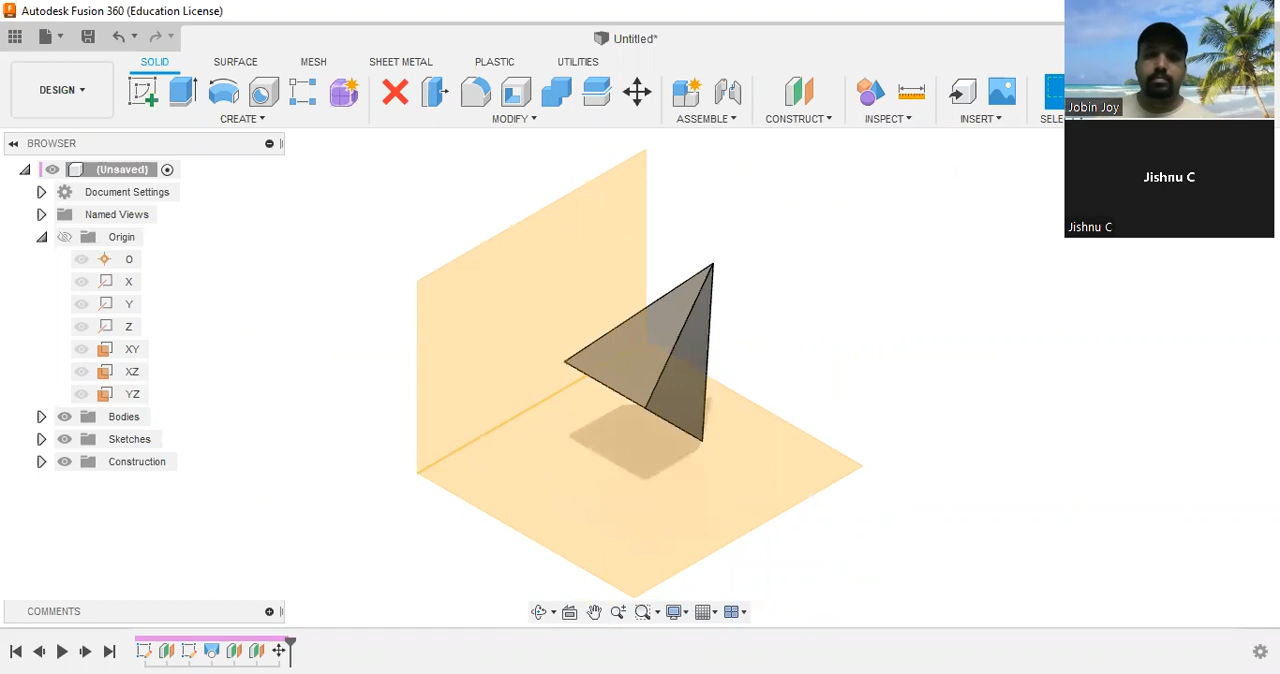 Autodesk Fusion 360 (Education License)
Untitled*
SOLID SURFACE MESH SHEET METAL PLASTIC UTILITIES
DESIGN
CREATE MODIFY ASSEMBLE CONSTRUCT INSPECT INSERT SELE
Jobin Joy
Jishnu C
Jishnu C
BROWSER
(Unsaved)
Document Settings
Named Views
Origin
O
X
Y
Z
XY
XZ
YZ
Bodies
Sketches
Construction
COMMENTS